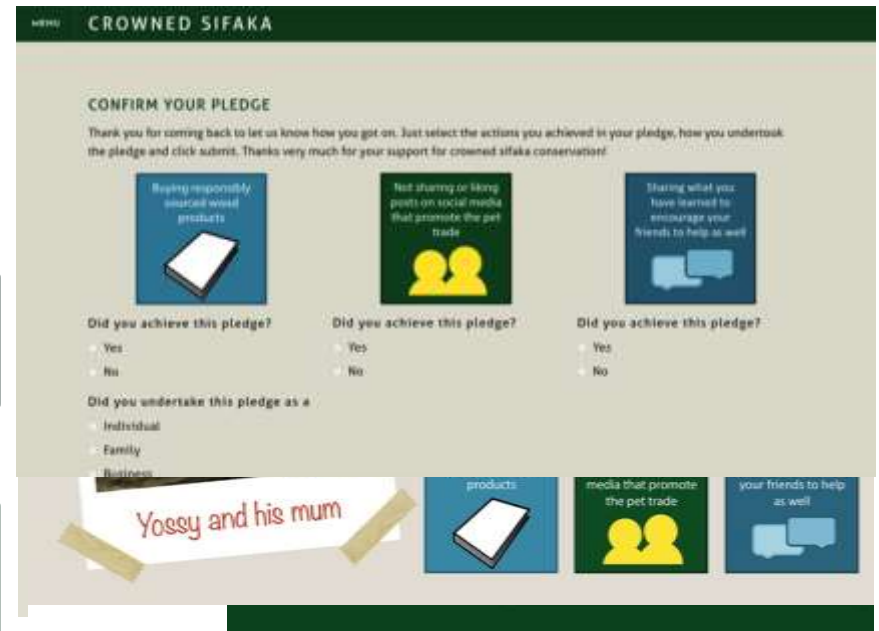 MENU CROWNED SIFAKA
CONFIRM YOUR PLEDGE
Thank you for coming back to let us know how you got on. Just select the actions you achieved in your pledge, how you undertook
the pledge and click submit. Thanks very much for your support for crowned sifaka conservation!
Buying responsibly
sourced wood
products
Not sharing or liking
posts on social media
that promote the pet
trade
Sharing what you
have learned to
encourage your
friends to help as well
Did you achieve this pledge?
Yes
No
Did you achieve this pledge?
Yes
No
Did you achieve this pledge?
Yes
No
Did you undertake this pledge as a
Individual
Family
Business
Yossy and his mum
products
media that promote
the pet trade
your friends to help
as well